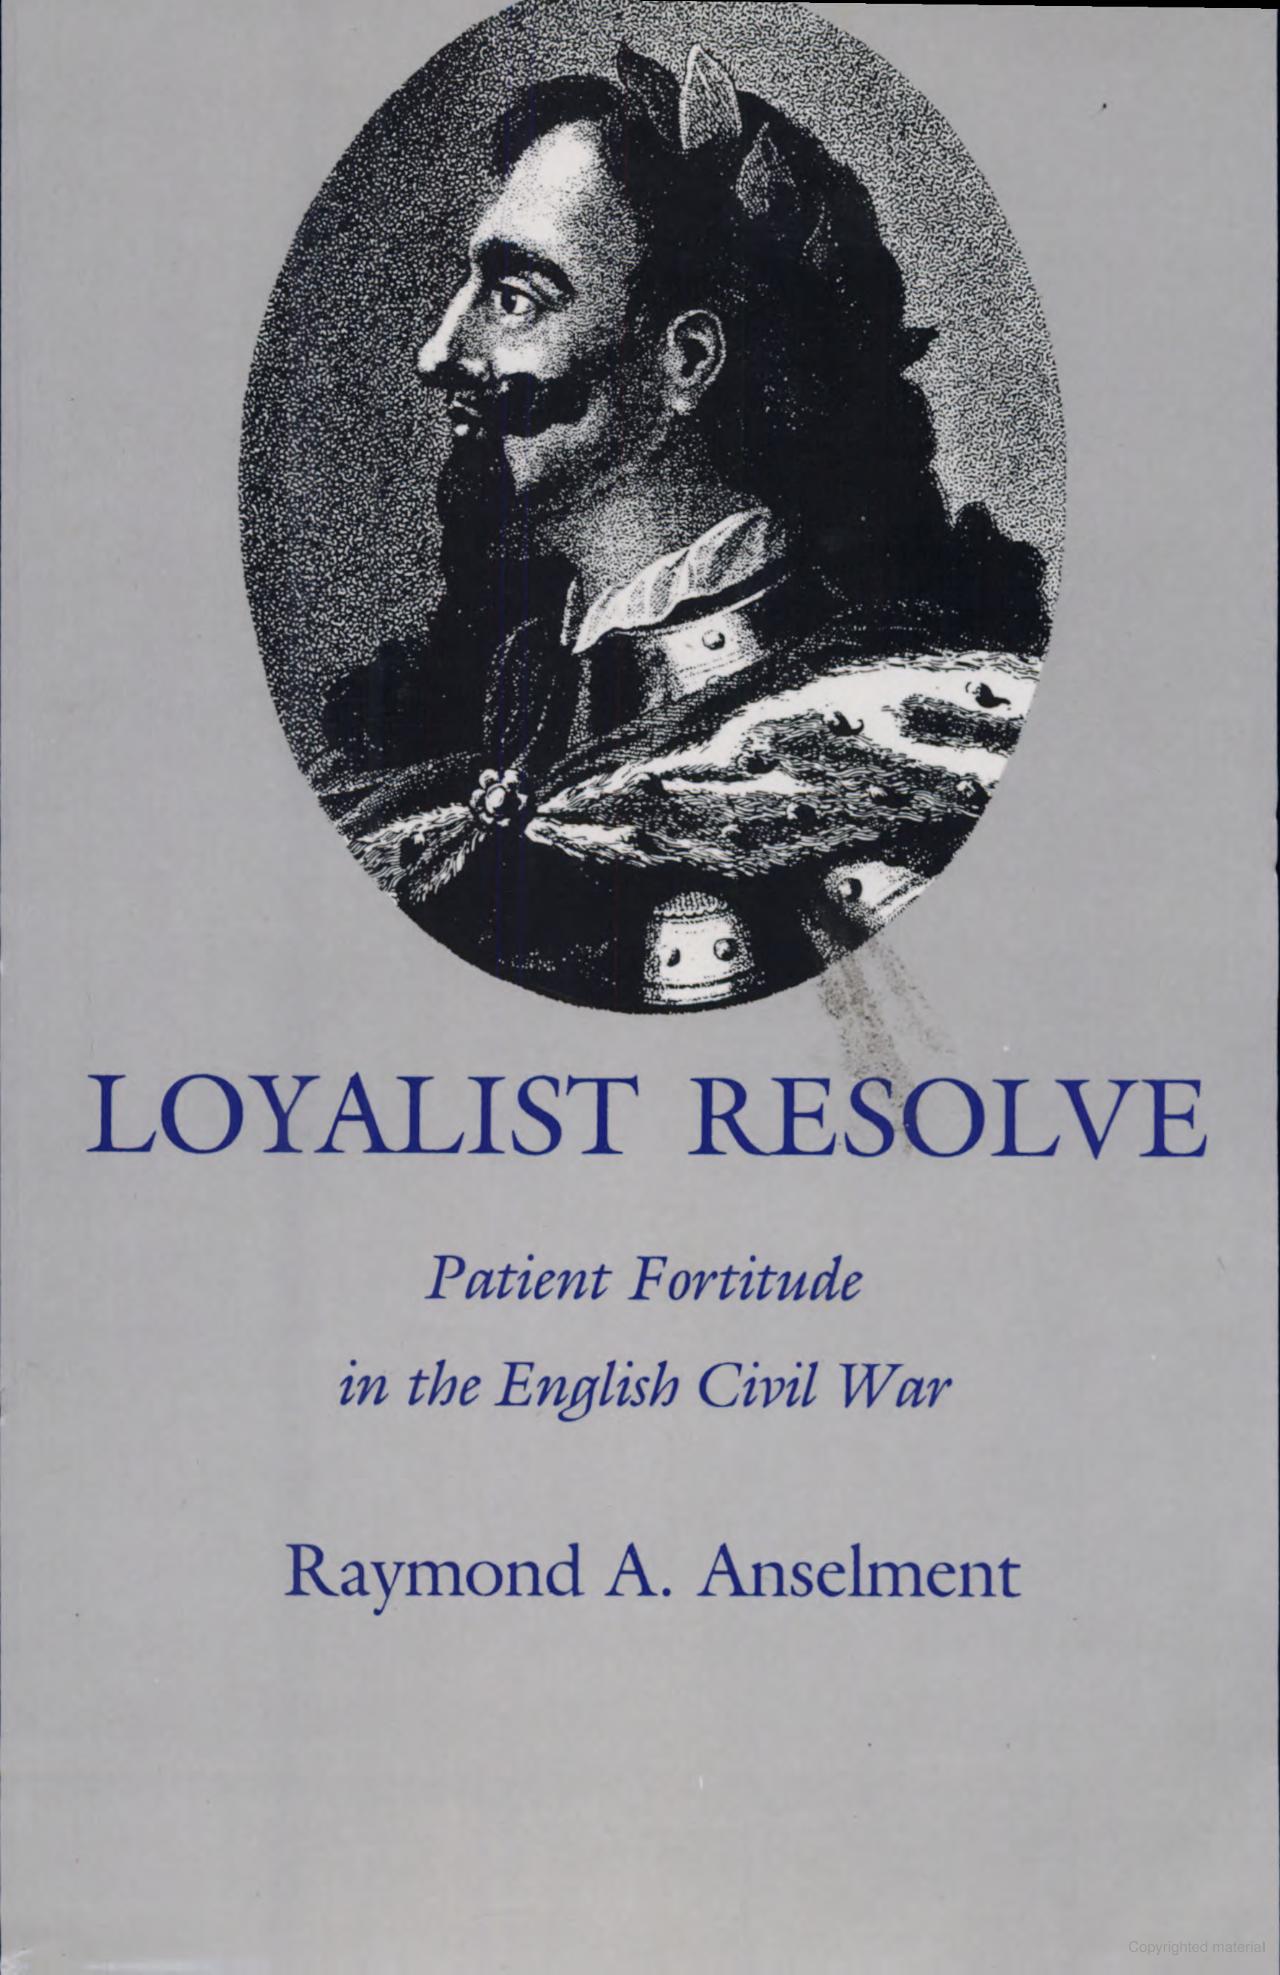 LOYALIST RESOLVE
Patient Fortitude
in the English Civil War
Raymond A. Anselment
Copyrighted material